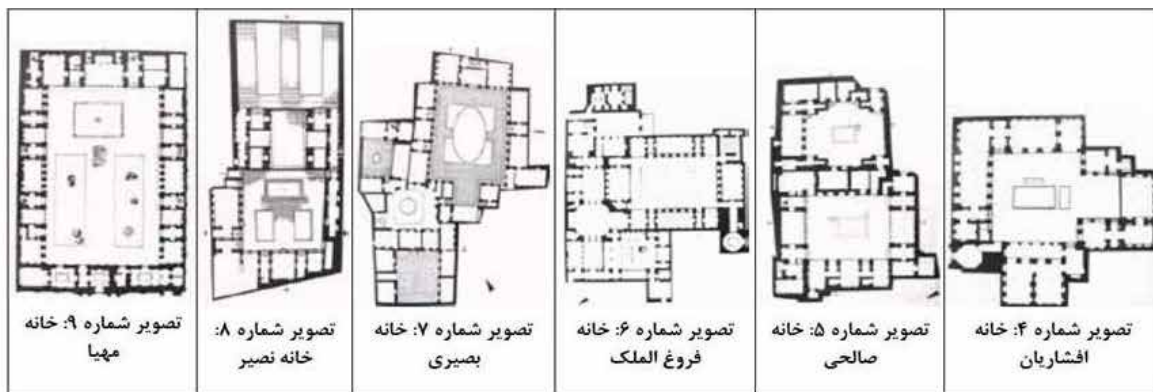 تصویر شماره ۴: خانه
افشاریان
تصویر شماره ۵: خانه
صالحی
تصویر شماره ۶: خانه
فروغ الملک
تصویر شماره ۷: خانه
بصیری
تصویر شماره ۸:
خانه نصیر
تصویر شماره ۹: خانه
مهیا